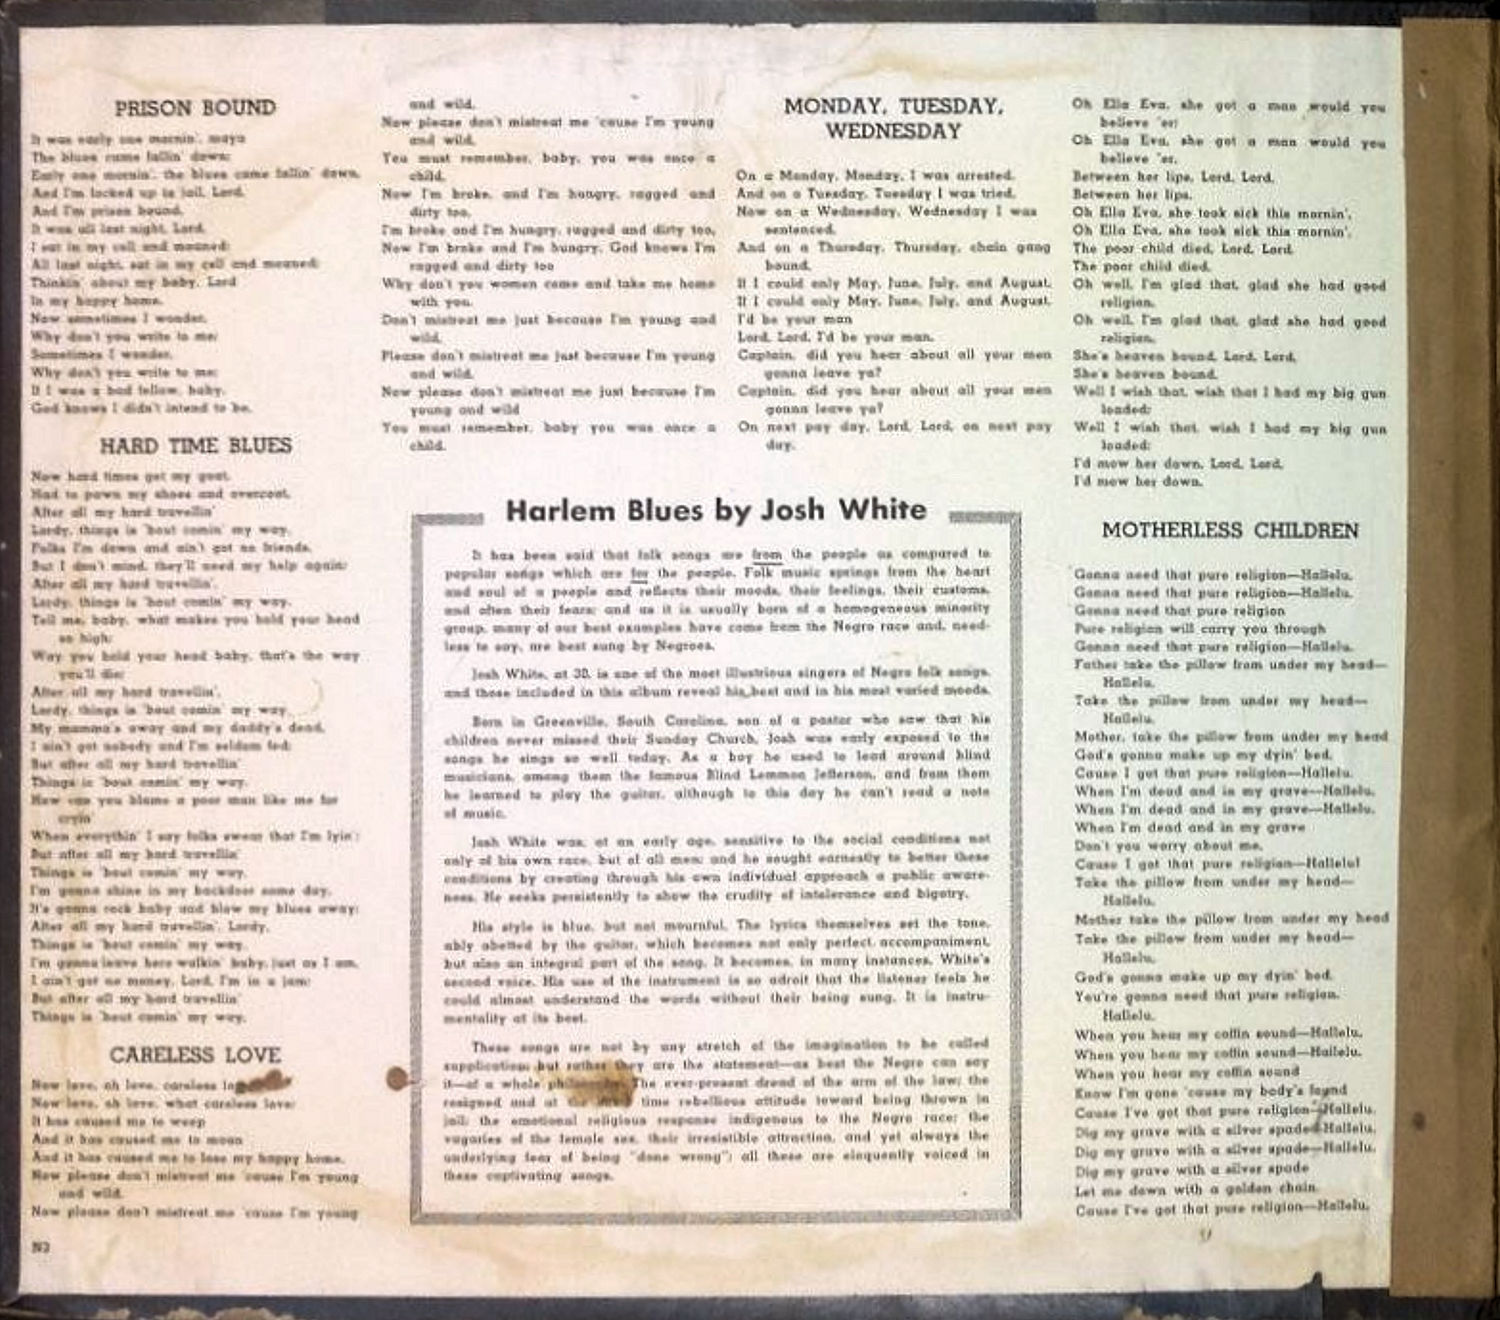 PRISON BOUND
It was early one mornin', mayo
The blues come fallin' down;
Early one mornin', the blues come fallin' down,
And I'm locked up in jail, Lord,
And I'm prison bound.
It was all last night, Lord,
I sat in my cell and moaned;
All last night, sat in my cell and moaned;
Thinkin' about my baby, Lord
In my happy home.
Now sometimes I wonder,
Why don't you write to me;
Sometimes I wonder,
Why don't you write to me;
If I was a bad fellow, baby,
God knows I didn't intend to be.
HARD TIME BLUES
Now hard times got my goat,
Had to pawn my shoes and overcoat,
After all my hard travellin'
Lordy, things is 'bout comin' my way.
Folks I'm down and ain't got no friends,
But I don't mind, they'll need my help again;
After all my hard travellin',
Lordy, things is 'bout comin' my way.
Tell me, baby, what makes you hold your head
so high;
Way you hold your head baby, that's the way
you'll die;
After all my hard travellin',
Lordy, things is 'bout comin' my way.
My mamma's away and my daddy's dead,
I ain't got nobody and I'm seldom fed;
But after all my hard travellin'
Things is 'bout comin' my way.
How can you blame a poor man like me for
cryin'
When everythin' I say folks swear that I'm lyin';
But after all my hard travellin'
Things is 'bout comin' my way.
I'm gonna shine in my backdoor some day,
It's gonna rock baby and blow my blues away;
After all my hard travellin', Lordy,
Things is 'bout comin' my way.
I'm gonna leave here walkin' baby, just as I am,
I ain't got no money, Lord, I'm in a jam;
But after all my hard travellin'
Things is 'bout comin' my way.
CARELESS LOVE
Now love, oh love, careless
Now love, oh love, what careless love;
It has caused me to weep
And it has caused me to moan
And it has caused me to lose my happy home.
Now please don't mistreat me 'cause I'm young
and wild.
Now please don't mistreat me 'cause I'm young
N2
and wild,
Now please don't mistreat me 'cause I'm young
and wild.
You must remember, baby, you was once a
child.
Now I'm broke, and I'm hungry, ragged and
dirty too,
I'm broke and I'm hungry, ragged and dirty too,
Now I'm broke and I'm hungry, God knows I'm
ragged and dirty too
Why don't you women come and take me home
with you.
Don't mistreat me just because I'm young and
wild,
Please don't mistreat me just because I'm young
and wild.
Now please don't mistreat me just because I'm
young and wild
You must remember, baby you was once a
child.
MONDAY, TUESDAY,
WEDNESDAY
On a Monday, Monday, I was arrested,
And on a Tuesday, Tuesday I was tried,
Now on a Wednesday, Wednesday I was
sentenced,
And on a Thursday, Thursday, chain gang
bound.
If I could only May, June, July, and August,
If I could only May, June, July, and August,
I'd be your man
Lord, Lord, I'd be your man.
Captain, did you hear about all your men
gonna leave ya?
Captain, did you hear about all your men
gonna leave ya?
On next pay day, Lord, Lord, on next pay
day.
Harlem Blues by Josh White
It has been said that folk songs are from the people as compared to
popular songs which are for the people. Folk music springs from the heart
and soul of a people and reflects their moods, their feelings, their customs,
and often their fears; and as it is usually born of a homogeneous minority
group, many of our best examples have come from the Negro race and, need-
less to say, are best sung by Negroes.
Josh White, at 30, is one of the most illustrious singers of Negro folk songs,
and those included in this album reveal his best and in his most varied moods.
Born in Greenville, South Carolina, son of a pastor who saw that his
children never missed their Sunday Church, Josh was early exposed to the
songs he sings so well today. As a boy he used to lead around blind
musicians, among them the famous Blind Lemmon Jefferson, and from them
he learned to play the guitar, although to this day he can't read a note
of music.
Josh White was, at an early age, sensitive to the social conditions not
only of his own race, but of all men; and he sought earnestly to better these
conditions by creating through his own individual approach a public aware-
ness. He seeks persistently to show the crudity of intolerance and bigotry.
His style is blue, but not mournful. The lyrics themselves set the tone,
ably abetted by the guitar, which becomes not only perfect accompaniment,
but also an integral part of the song. It becomes, in many instances, White's
second voice. His use of the instrument is so adroit that the listener feels he
could almost understand the words without their being sung. It is instru-
mentality at its best.
These songs are not by any stretch of the imagination to be called
supplication; but rather they are the statement—as best the Negro can say
it—of a whole The ever-present dread of the arm of the law; the
resigned and at the time rebellious attitude toward being thrown in
jail; the emotional religious response indigenous to the Negro race; the
vagaries of the female sex, their irresistible attraction, and yet always the
underlying fear of being "done wrong"; all these are eloquently voiced in
these captivating songs.
Oh Ella Eva, she got a man would you
believe 'er;
Oh Ella Eva, she got a man would you
believe 'er,
Between her lips, Lord, Lord,
Between her lips.
Oh Ella Eva, she took sick this mornin',
Oh Ella Eva, she took sick this mornin',
The poor child died, Lord, Lord
The poor child died.
Oh well, I'm glad that, glad she had good
religion,
Oh well, I'm glad that, glad she had good
religion,
She's heaven bound, Lord, Lord,
She's heaven bound.
Well I wish that, wish that I had my big gun
loaded;
Well I wish that, wish I had my big gun
loaded;
I'd mow her down, Lord, Lord,
I'd mow her down.
MOTHERLESS CHILDREN
Gonna need that pure religion—Hallelu,
Gonna need that pure religion—Hallelu,
Gonna need that pure religion
Pure religion will carry you through
Gonna need that pure religion—Hallelu.
Father take the pillow from under my head—
Hallelu,
Take the pillow from under my head—
Hallelu,
Mother, take the pillow from under my head
God's gonna make up my dyin' bed,
Cause I got that pure religion—Hallelu.
When I'm dead and in my grave—Hallelu,
When I'm dead and in my grave—Hallelu,
When I'm dead and in my grave
Don't you worry about me,
Cause I got that pure religion—Hallelu!
Take the pillow from under my head—
Hallelu,
Mother take the pillow from under my head
Take the pillow from under my head—
Hallelu,
God's gonna make up my dyin' bed,
You're gonna need that pure religion,
Hallelu.
When you hear my coffin sound—Hallelu,
When you hear my coffin sound—Hallelu,
When you hear my coffin sound
Know I'm gone 'cause my body's found
Cause I've got that pure religion—Hallelu.
Dig my grave with a silver spade—Hallelu,
Dig my grave with a silver spade—Hallelu,
Dig my grave with a silver spade
Let me down with a golden chain,
Cause I've got that pure religion—Hallelu.